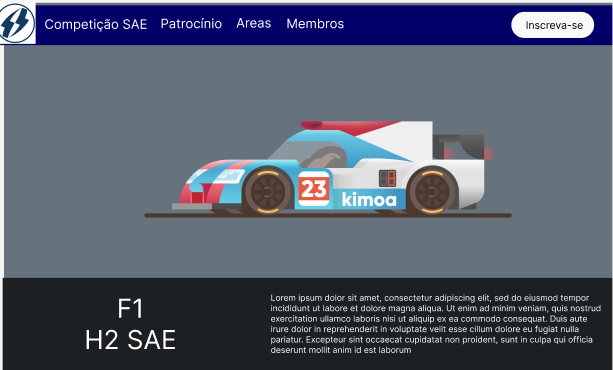 Competição SAE Patrocínio Areas Membros Inscreva-se
23
kimoa
F1
H2 SAE
Lorem ipsum dolor sit amet, consectetur adipiscing elit, sed do eiusmod tempor
incididunt ut labore et dolore magna aliqua. Ut enim ad minim veniam, quis nostrud
exercitation ullamco laboris nisi ut aliquip ex ea commodo consequat. Duis aute
irure dolor in reprehenderit in voluptate velit esse cillum dolore eu fugiat nulla
pariatur. Excepteur sint occaecat cupidatat non proident, sunt in culpa qui officia
deserunt mollit anim id est laborum